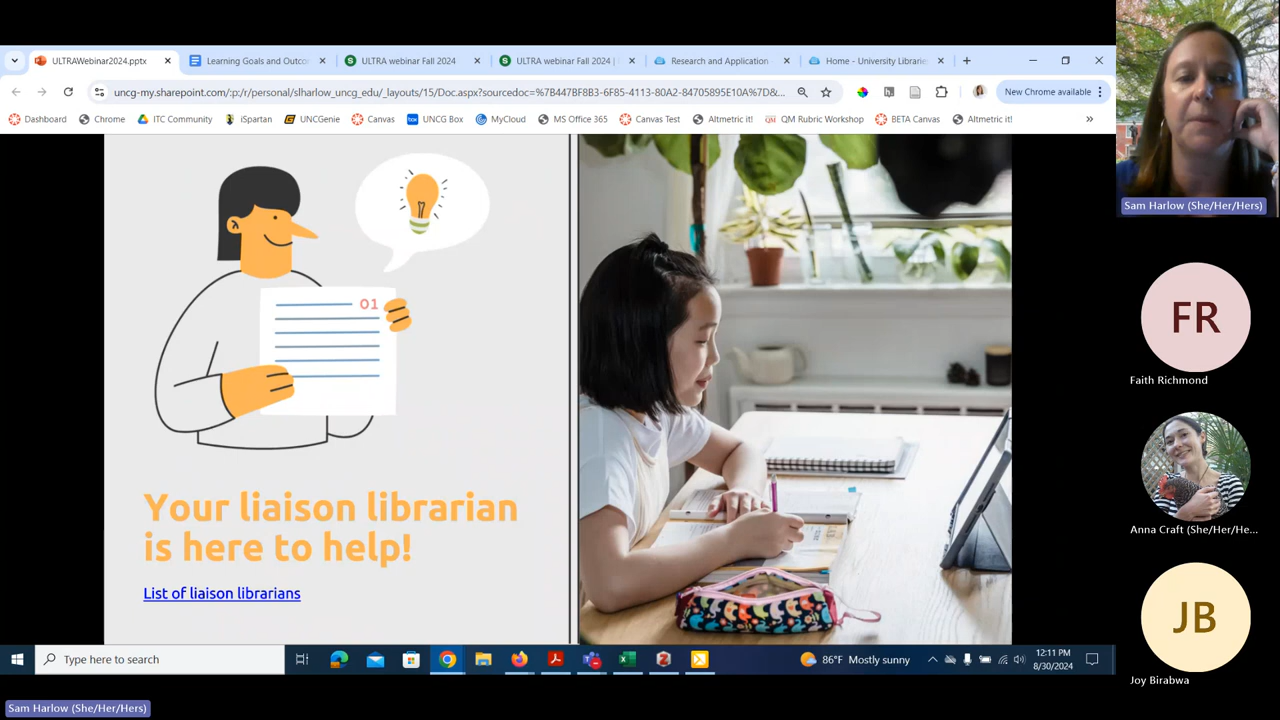 ULTRAWebinar2024.pptx
Learning Goals and Outco
ULTRA webinar Fall 2024
ULTRA webinar Fall 2024 |
Research and Application
Home - University Librarie
uncg-my.sharepoint.com/:p:/r/personal/slharlow_uncg_edu/_layouts/15/Doc.aspx?sourcedoc=%7B447BF8B3-6F85-4113-80A2-84705895E10A%7D&...
New Chrome available
Dashboard
Chrome
ITC Community
iSpartan
UNCGenie
Canvas
UNCG Box
MyCloud
MS Office 365
Canvas Test
Altmetric it!
QM Rubric Workshop
BETA Canvas
Altmetric it!
01
Your liaison librarian
is here to help!
List of liaison librarians
Type here to search
86°F Mostly sunny
12:11 PM
8/30/2024
Sam Harlow (She/Her/Hers)
Sam Harlow (She/Her/Hers)
FR
Faith Richmond
Anna Craft (She/Her/He...
JB
Joy Birabwa